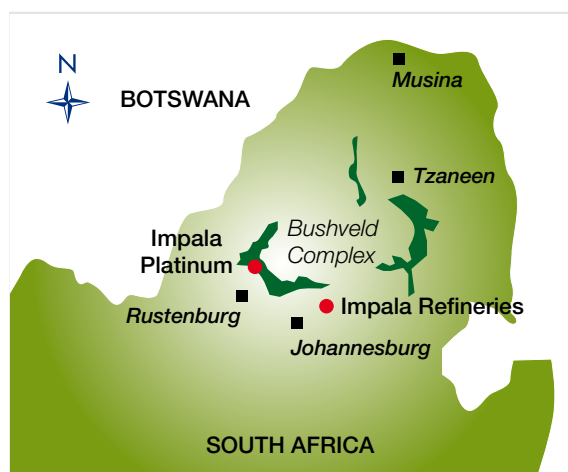 N
BOTSWANA
Musina
Tzaneen
Bushveld
Complex
Impala
Platinum
Rustenburg
Impala Refineries
Johannesburg
SOUTH AFRICA